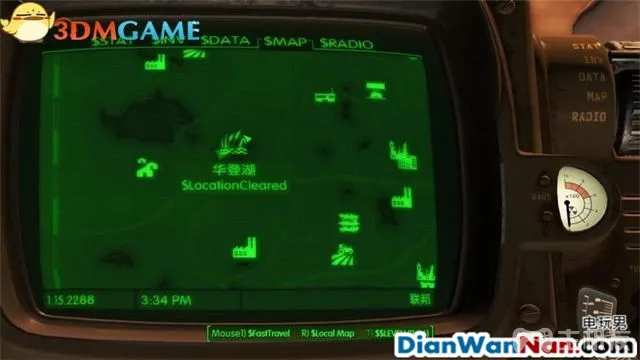 3DMGAME
$STAT $INV $DATA $MAP $RADIO
STAT
INV
DATA
MAP
RADIO
华登湖
$LocationCleared
1.15.2288 3:34 PM 联邦
Mouse1) $FastTravel R) $Local Map
电玩男
DianWanNan.com